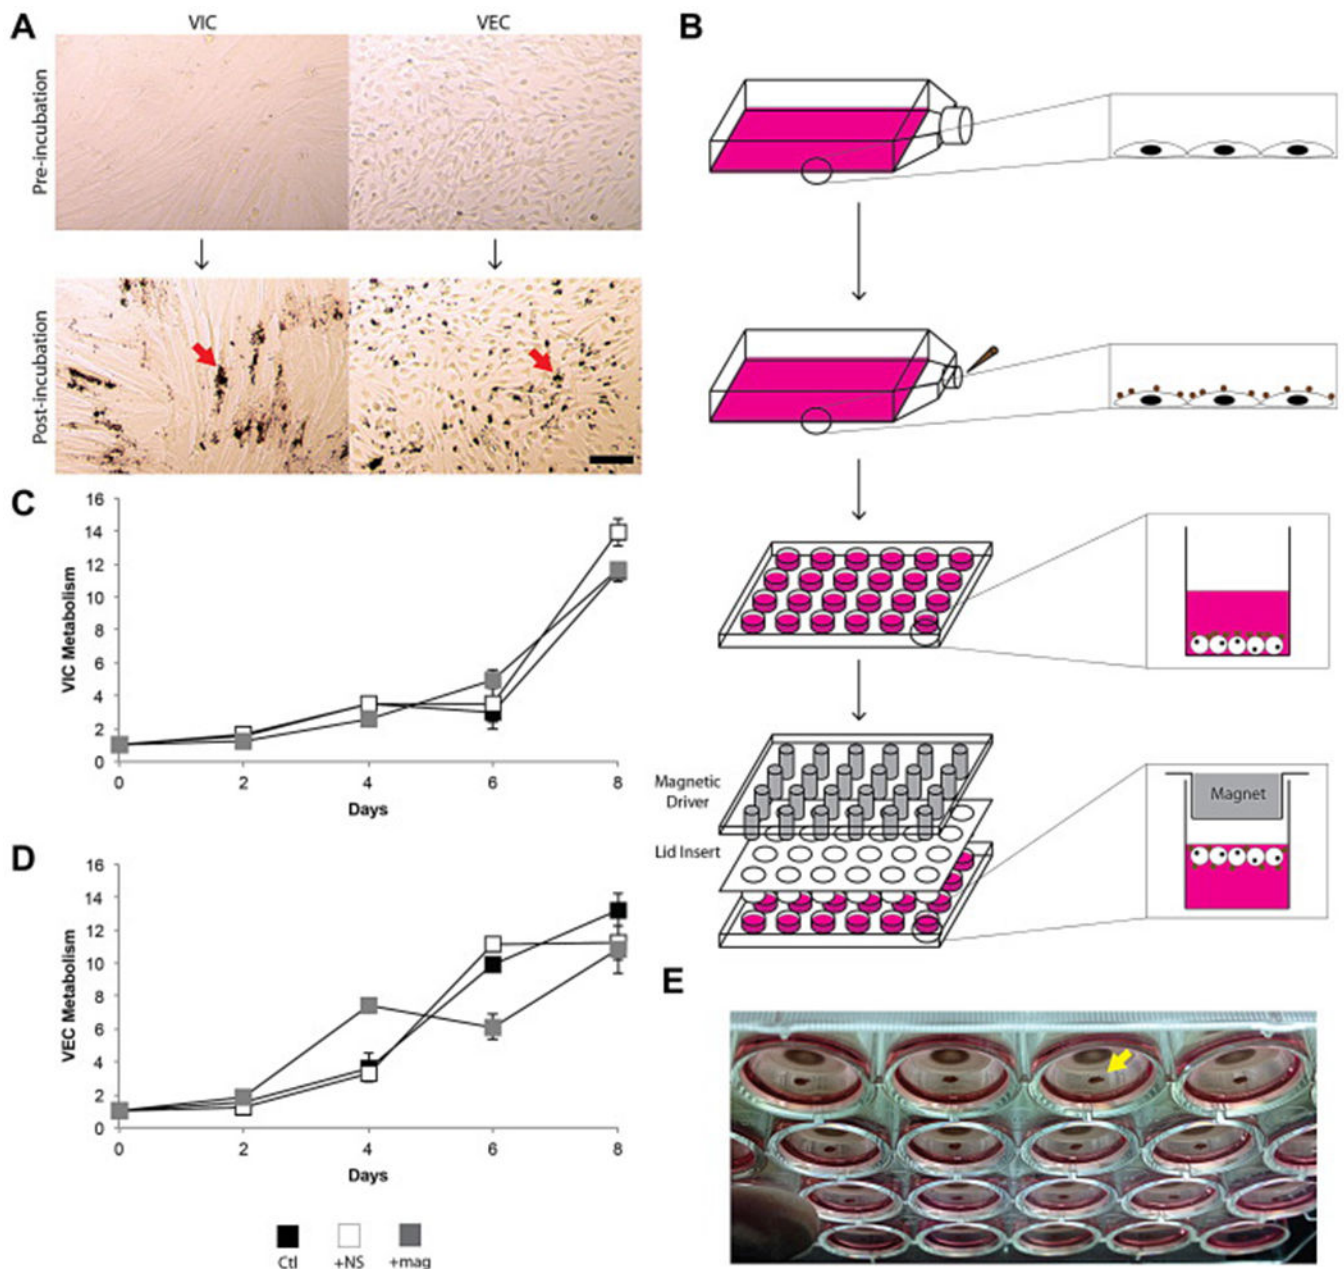 A
VIC
VEC
Pre-incubation
Post-incubation
B
Magnetic
Driver
Lid Insert
Magnet
C
VIC Metabolism
16
14
12
10
8
6
4
2
0
0 2 4 6 8
Days
D
VEC Metabolism
16
14
12
10
8
6
4
2
0
0 2 4 6 8
Days
Ctl +NS +mag
E